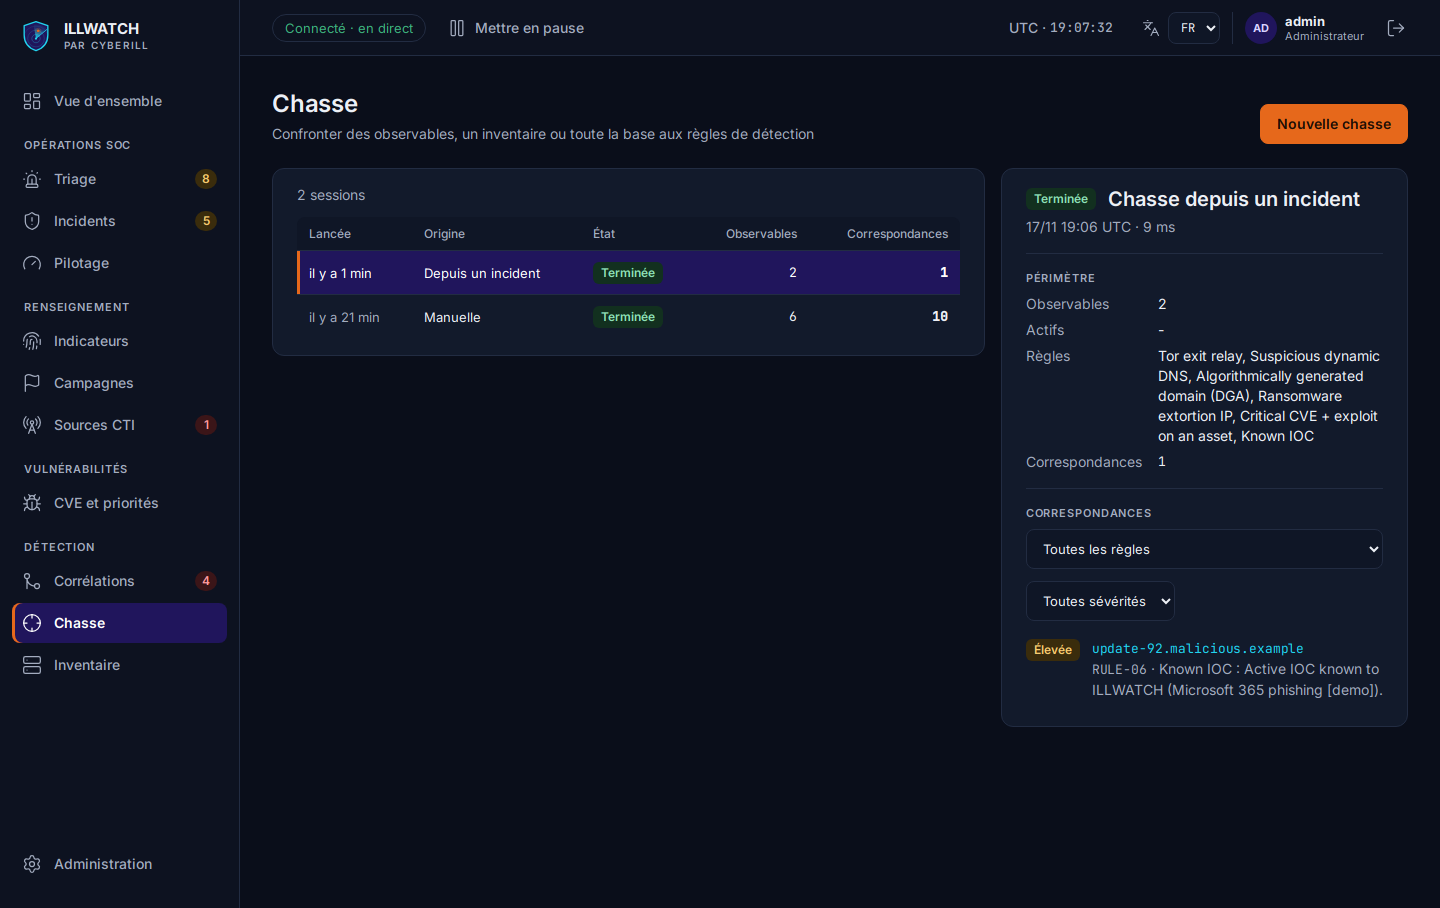 ILLWATCH
PAR CYBERILL
Vue d'ensemble
OPÉRATIONS SOC
Triage 8
Incidents 5
Pilotage
RENSEIGNEMENT
Indicateurs
Campagnes
Sources CTI 1
VULNÉRABILITÉS
CVE et priorités
DÉTECTION
Corrélations 4
Chasse
Inventaire
Administration
Connecté · en direct
Mettre en pause
UTC · 19:07:32
FR
AD
admin
Administrateur
Chasse
Confronter des observables, un inventaire ou toute la base aux règles de détection
Nouvelle chasse
2 sessions
Lancée Origine État Observables Correspondances
il y a 1 min Depuis un incident Terminée 2 1
il y a 21 min Manuelle Terminée 6 10
Terminée Chasse depuis un incident
17/11 19:06 UTC · 9 ms
PÉRIMÈTRE
Observables 2
Actifs -
Règles Tor exit relay, Suspicious dynamic
DNS, Algorithmically generated
domain (DGA), Ransomware
extortion IP, Critical CVE + exploit
on an asset, Known IOC
Correspondances 1
CORRESPONDANCES
Toutes les règles
Toutes sévérités
Élevée update-92.malicious.example
RULE-06 · Known IOC : Active IOC known to
ILLWATCH (Microsoft 365 phishing [demo]).